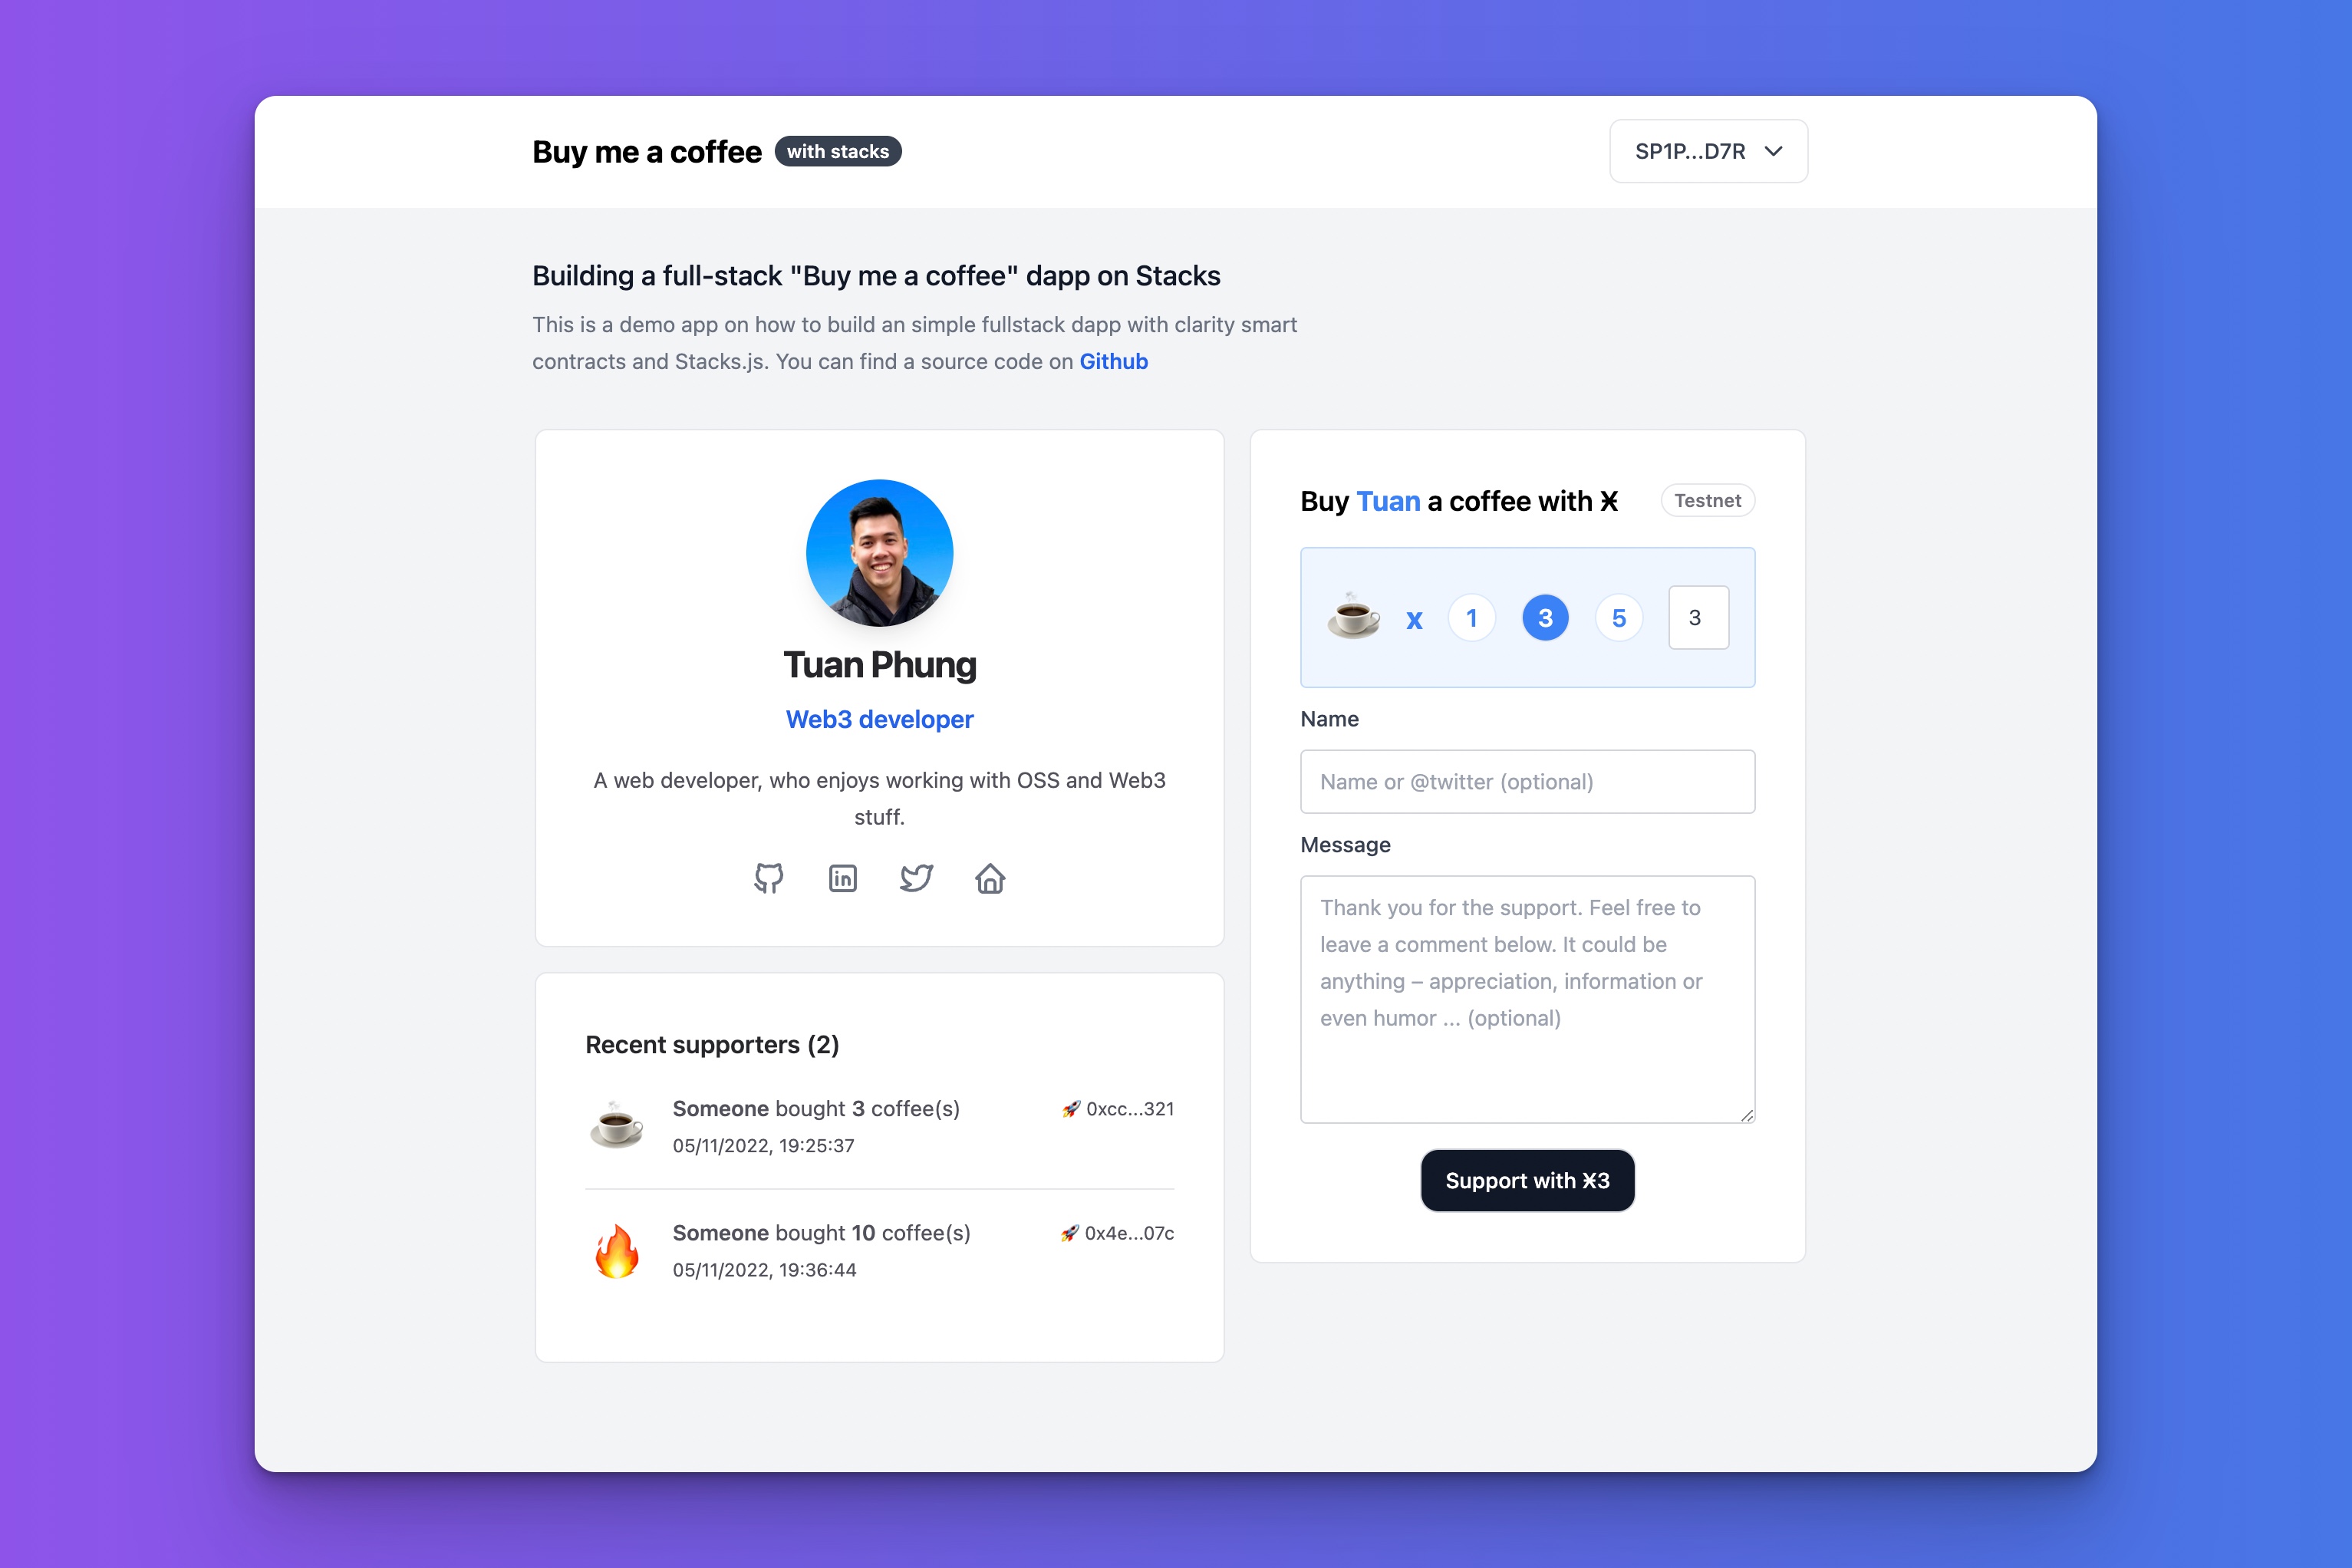 Buy me a coffee with stacks
SP1P...D7R
Building a full-stack "Buy me a coffee" dapp on Stacks
This is a demo app on how to build an simple fullstack dapp with clarity smart
contracts and Stacks.js. You can find a source code on Github
Tuan Phung
Web3 developer
A web developer, who enjoys working with OSS and Web3
stuff.
in
Recent supporters (2)
Someone bought 3 coffee(s)
🚀 0xcc...321
05/11/2022, 19:25:37
Someone bought 10 coffee(s)
🚀 0x4e...07c
05/11/2022, 19:36:44
Buy Tuan a coffee with Ӿ
Testnet
x 1 3 5 3
Name
Name or @twitter (optional)
Message
Thank you for the support. Feel free to
leave a comment below. It could be
anything – appreciation, information or
even humor ... (optional)
Support with Ӿ3